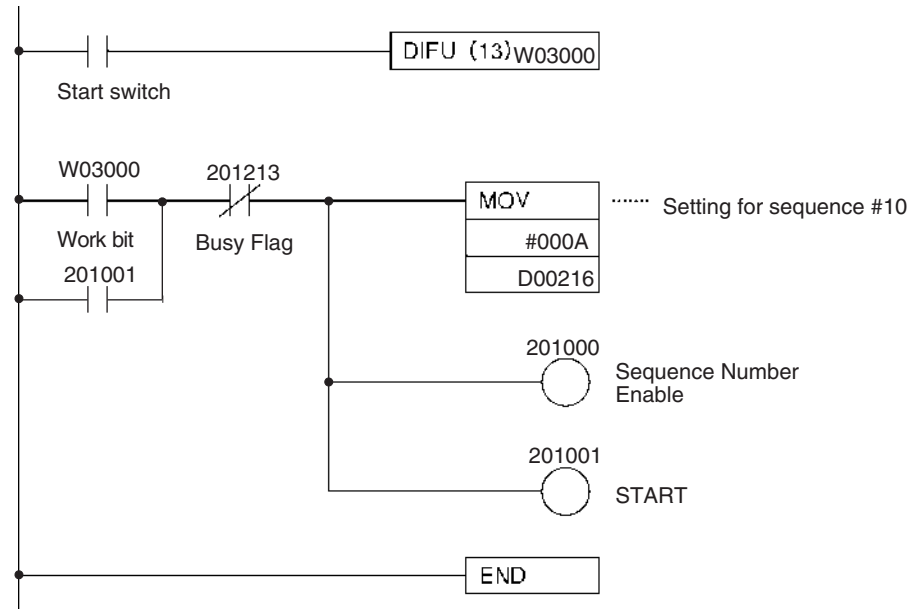 DIFU (13) W03000
Start switch
W03000
201213
MOV
Setting for sequence #10
Work bit
Busy Flag
#000A
201001
D00216
201000
Sequence Number
Enable
201001
START
END